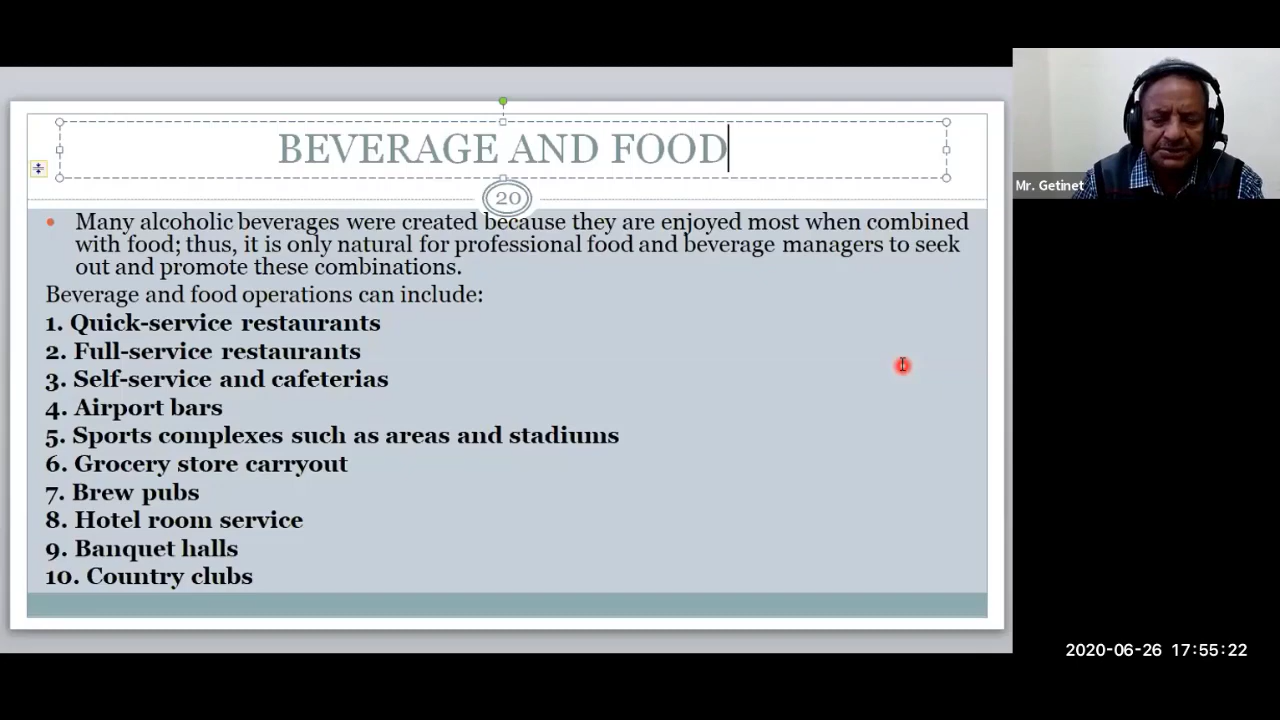 BEVERAGE AND FOOD
20
• Many alcoholic beverages were created because they are enjoyed most when combined
with food; thus, it is only natural for professional food and beverage managers to seek
out and promote these combinations.
Beverage and food operations can include:
1. Quick-service restaurants
2. Full-service restaurants
3. Self-service and cafeterias
4. Airport bars
5. Sports complexes such as areas and stadiums
6. Grocery store carryout
7. Brew pubs
8. Hotel room service
9. Banquet halls
10. Country clubs
Mr. Getinet
2020-06-26 17:55:22